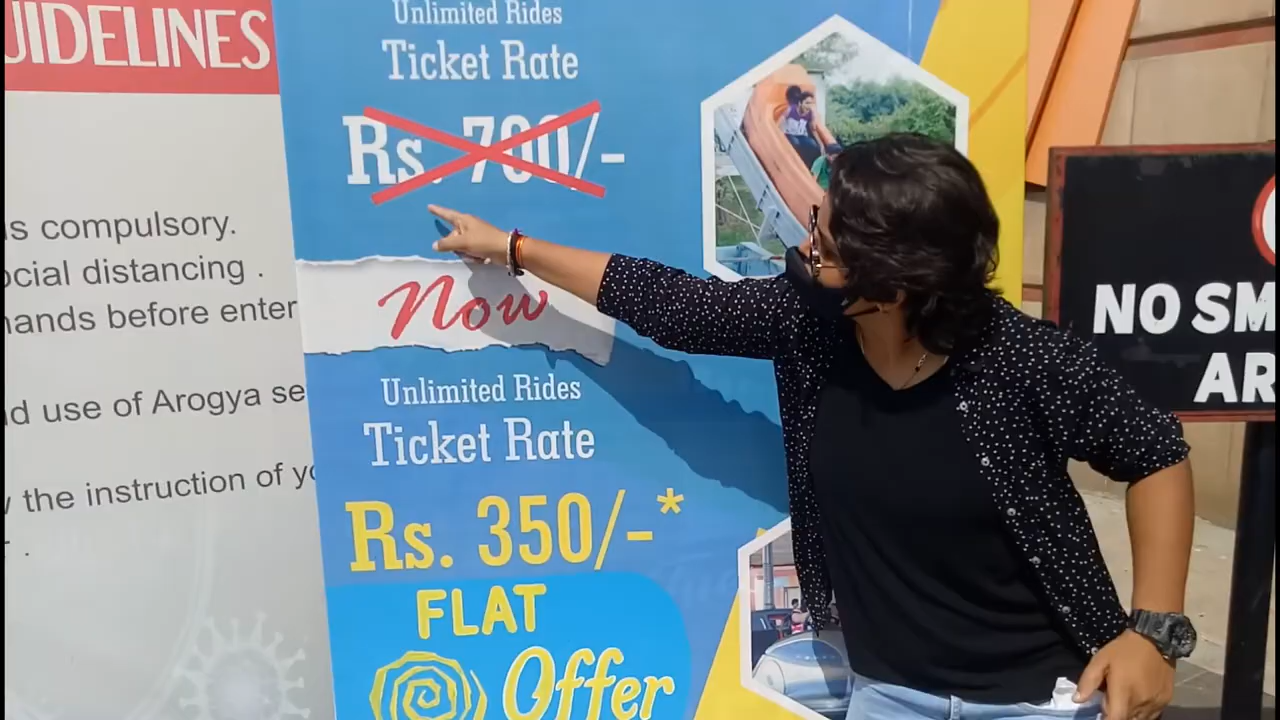 UIDELINES
s compulsory.
ocial distancing .
ands before enter
d use of Arogya se
the instruction of yo
.
Unlimited Rides
Ticket Rate
Rs. 700/-
Now
Unlimited Rides
Ticket Rate
Rs. 350/-*
FLAT
Offer
NO SM
AR